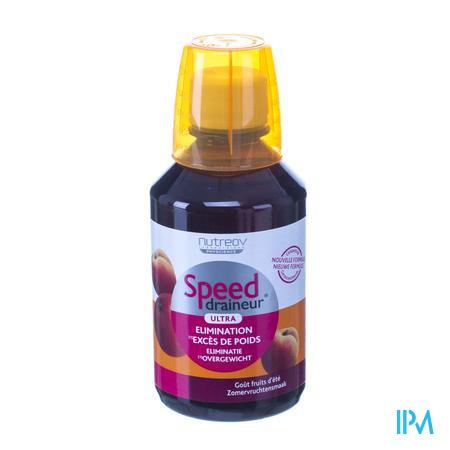 nutreov
PHYSCIENCE
NOUVELLE FORMULE
NIEUWE FORMULE
Speed
draineur
ULTRA
ELIMINATION
EXCÈS DE POIDS
ELIMINATIE
OVERGEWICHT
Goût fruits d'été
Zomervruchtensmaak
IPM